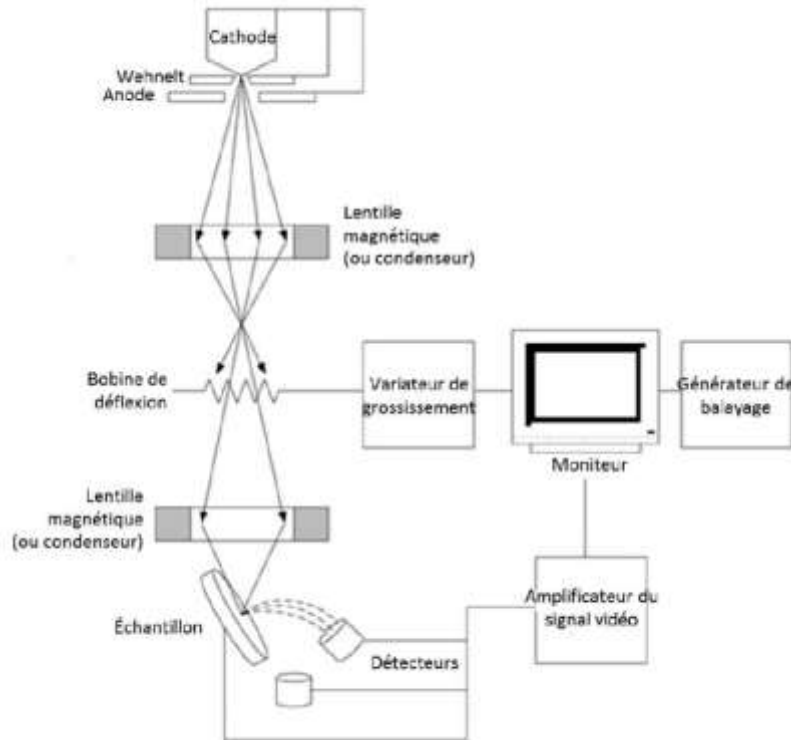 Cathode
Wehnelt
Anode
Lentille
magnétique
(ou condenseur)
Bobine de
déflexion
Variateur de
grossissement
Générateur de
balayage
Moniteur
Lentille
magnétique
(ou condenseur)
Amplificateur du
signal vidéo
Échantillon
Détecteurs